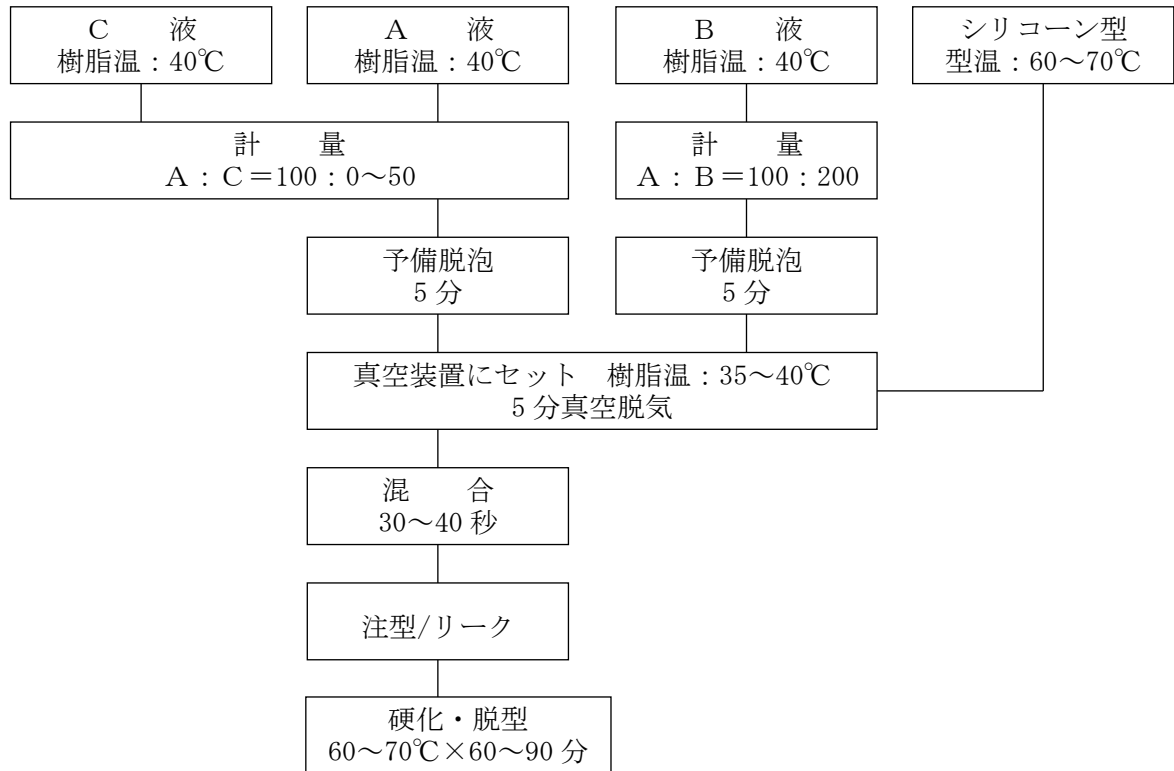 C 液
樹脂温：40℃
A 液
樹脂温：40℃
B 液
樹脂温：40℃
シリコーン型
型温：60～70℃
計 量
A：C＝100：0～50
計 量
A：B＝100：200
予備脱泡
5 分
予備脱泡
5 分
真空装置にセット 樹脂温：35～40℃
5 分真空脱気
混 合
30～40 秒
注型/リーク
硬化・脱型
60～70℃×60～90 分